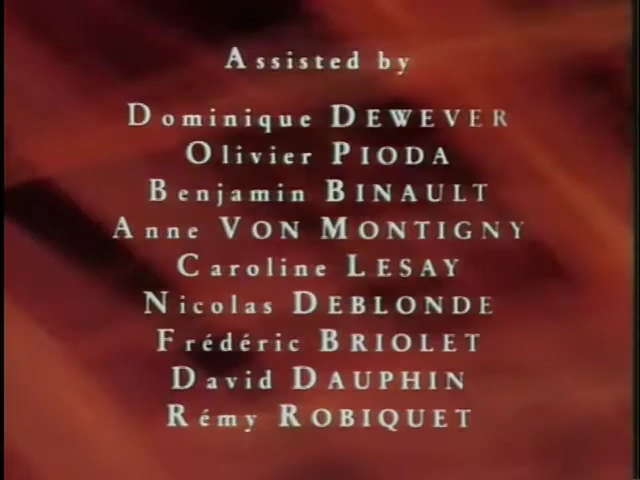 Assisted by
Dominique DEWEVER
Olivier PIODA
Benjamin BINAULT
Anne VON MONTIGNY
Caroline LESAY
Nicolas DEBLONDE
Frédéric BRIOLET
David DAUPHIN
Rémy ROBIQUET